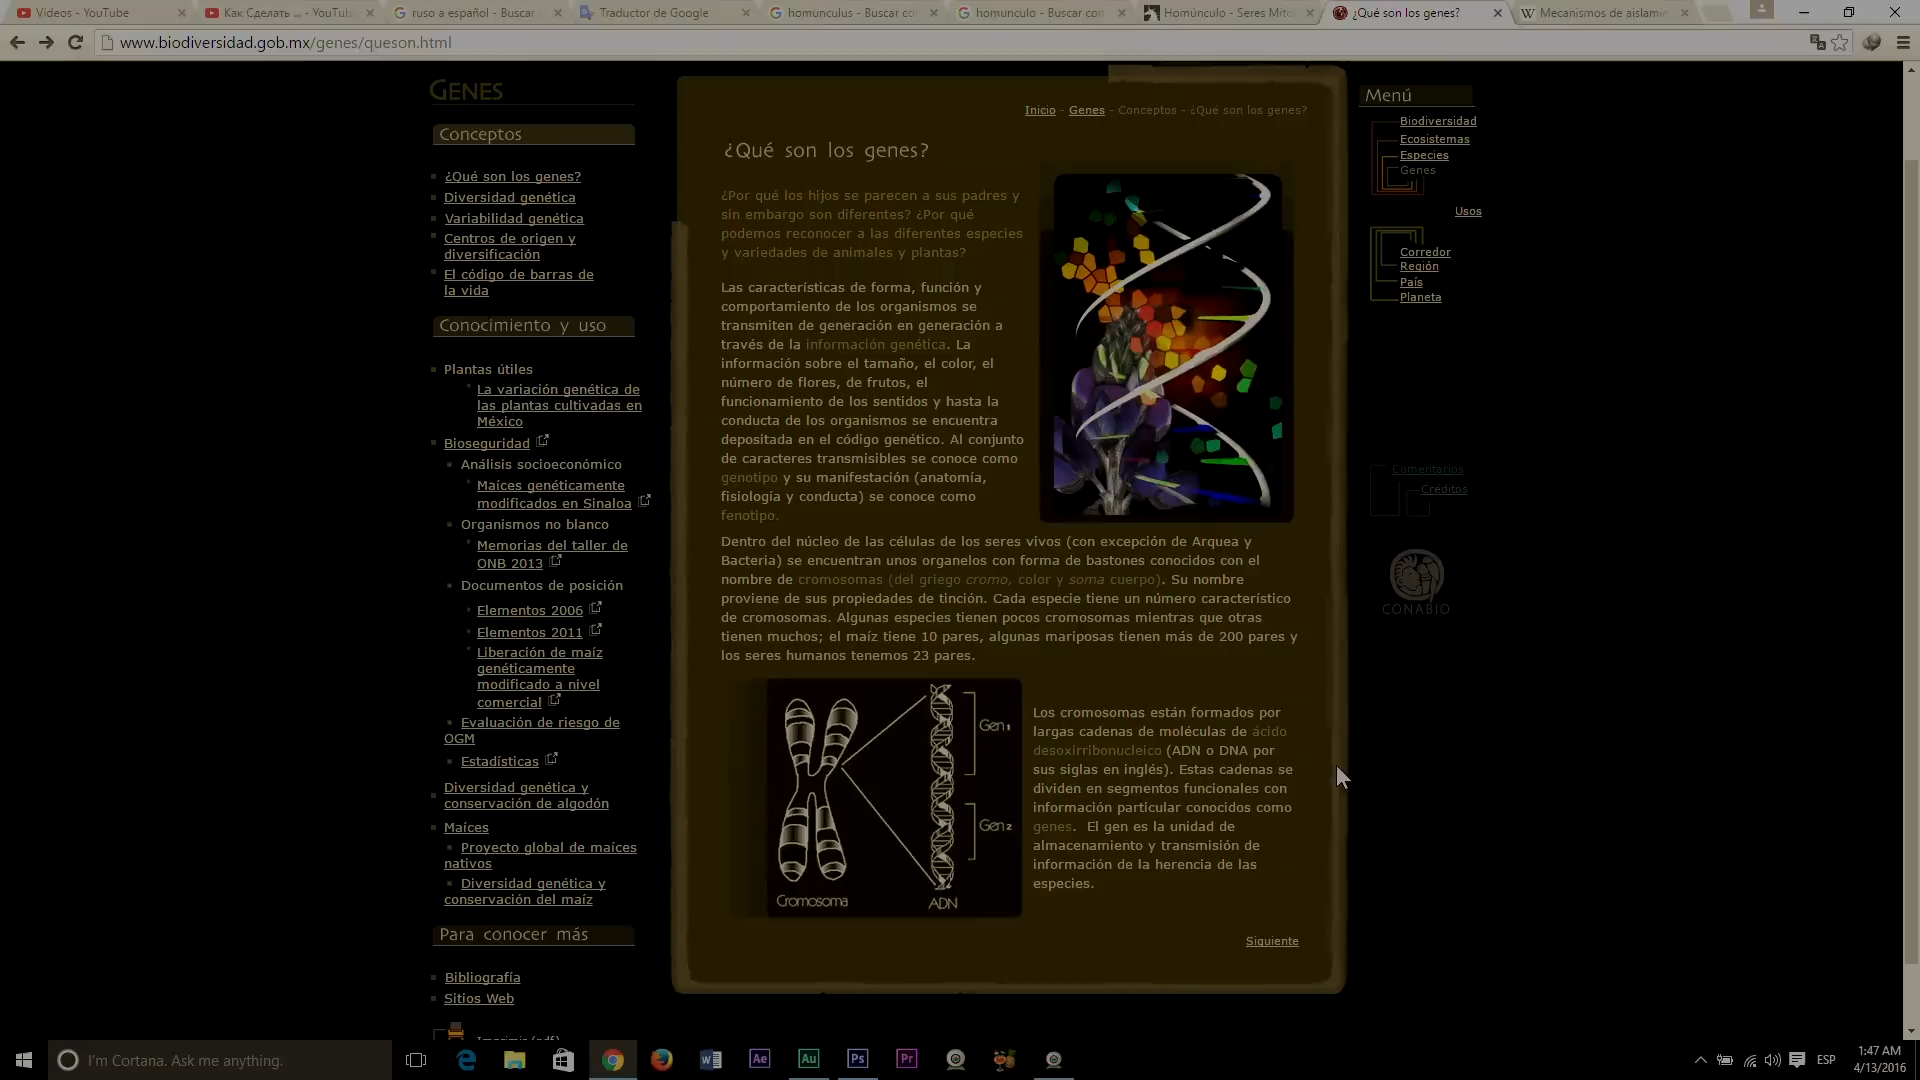 Videos - YouTube
Как Сделать ... - YouTub
ruso a español - Buscar
Traductor de Google
homunculus - Buscar co
homunculo - Buscar con
Homúnculo - Seres Mito
¿Qué son los genes?
Mecanismos de aislamie
www.biodiversidad.gob.mx/genes/queson.html
GENES
Conceptos
¿Qué son los genes?
Diversidad genética
Variabilidad genética
Centros de origen y
diversificación
El código de barras de
la vida
Conocimiento y uso
Plantas útiles
La variación genética de
las plantas cultivadas en
México
Bioseguridad
Análisis socioeconómico
Maíces genéticamente
modificados en Sinaloa
Organismos no blanco
Memorias del taller de
ONB 2013
Documentos de posición
Elementos 2006
Elementos 2011
Liberación de maíz
genéticamente
modificado a nivel
comercial
Evaluación de riesgo de
OGM
Estadísticas
Diversidad genética y
conservación de algodón
Maíces
Proyecto global de maíces
nativos
Diversidad genética y
conservación del maíz
Para conocer más
Bibliografía
Sitios Web
Imprimir (pdf)
Inicio - Genes - Conceptos - ¿Qué son los genes?
¿Qué son los genes?
¿Por qué los hijos se parecen a sus padres y
sin embargo son diferentes? ¿Por qué
podemos reconocer a las diferentes especies
y variedades de animales y plantas?
Las características de forma, función y
comportamiento de los organismos se
transmiten de generación en generación a
través de la información genética. La
información sobre el tamaño, el color, el
número de flores, de frutos, el
funcionamiento de los sentidos y hasta la
conducta de los organismos se encuentra
depositada en el código genético. Al conjunto
de caracteres transmisibles se conoce como
genotipo y su manifestación (anatomía,
fisiología y conducta) se conoce como
fenotipo.
Dentro del núcleo de las células de los seres vivos (con excepción de Arquea y
Bacteria) se encuentran unos organelos con forma de bastones conocidos con el
nombre de cromosomas (del griego cromo, color y soma cuerpo). Su nombre
proviene de sus propiedades de tinción. Cada especie tiene un número característico
de cromosomas. Algunas especies tienen pocos cromosomas mientras que otras
tienen muchos; el maíz tiene 10 pares, algunas mariposas tienen más de 200 pares y
los seres humanos tenemos 23 pares.
Gen 1
Gen 2
Cromosoma
ADN
Los cromosomas están formados por
largas cadenas de moléculas de ácido
desoxirribonucleico (ADN o DNA por
sus siglas en inglés). Estas cadenas se
dividen en segmentos funcionales con
información particular conocidos como
genes. El gen es la unidad de
almacenamiento y transmisión de
información de la herencia de las
especies.
Siguiente
Menú
Biodiversidad
Ecosistemas
Especies
Genes
Usos
Corredor
Región
País
Planeta
Comentarios
Créditos
CONABIO
I'm Cortana. Ask me anything.
Ae
Au
Ps
Pr
ESP
1:47 AM
4/13/2016